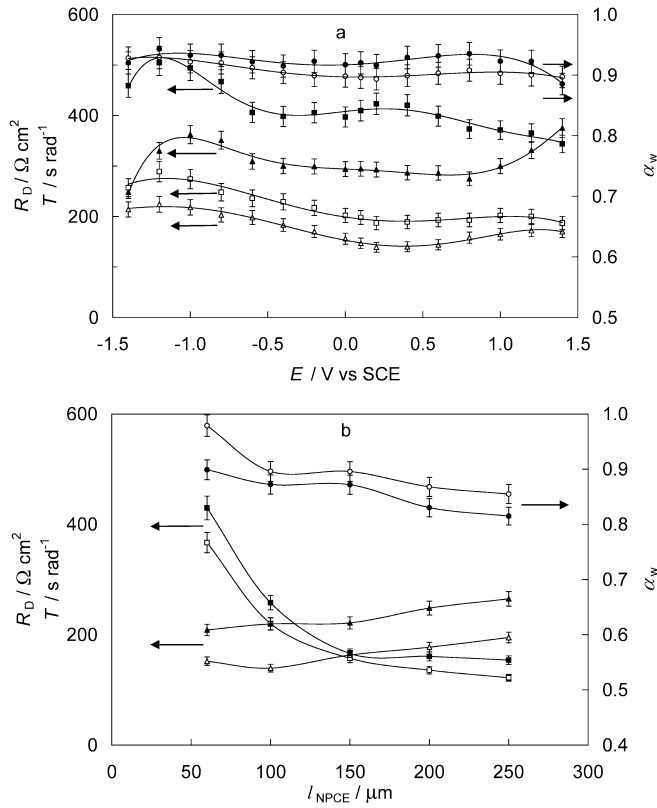 a
600
500
400
300
200
100
0
R_D / Ω cm²
T / s rad⁻¹
1.0
0.9
0.8
0.7
0.6
0.5
α_w
-1.5 -1.0 -0.5 0.0 0.5 1.0 1.5
E / V vs SCE
b
600
400
200
0
R_D / Ω cm²
T / s rad⁻¹
1.0
0.9
0.8
0.7
0.6
0.5
0.4
α_w
0 50 100 150 200 250 300
l_NPCE / μm